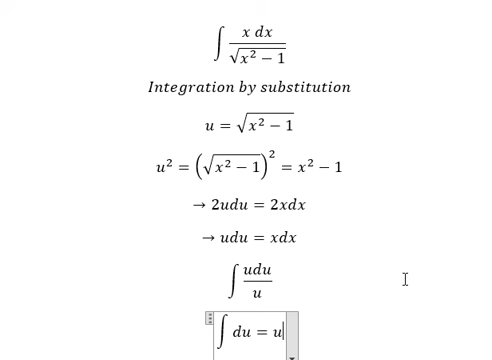 ∫ x dx / √(x² − 1)
Integration by substitution
u = √(x² − 1)
u² = (√(x² − 1))² = x² − 1
→ 2udu = 2xdx
→ udu = xdx
∫ udu / u
∫ du = u